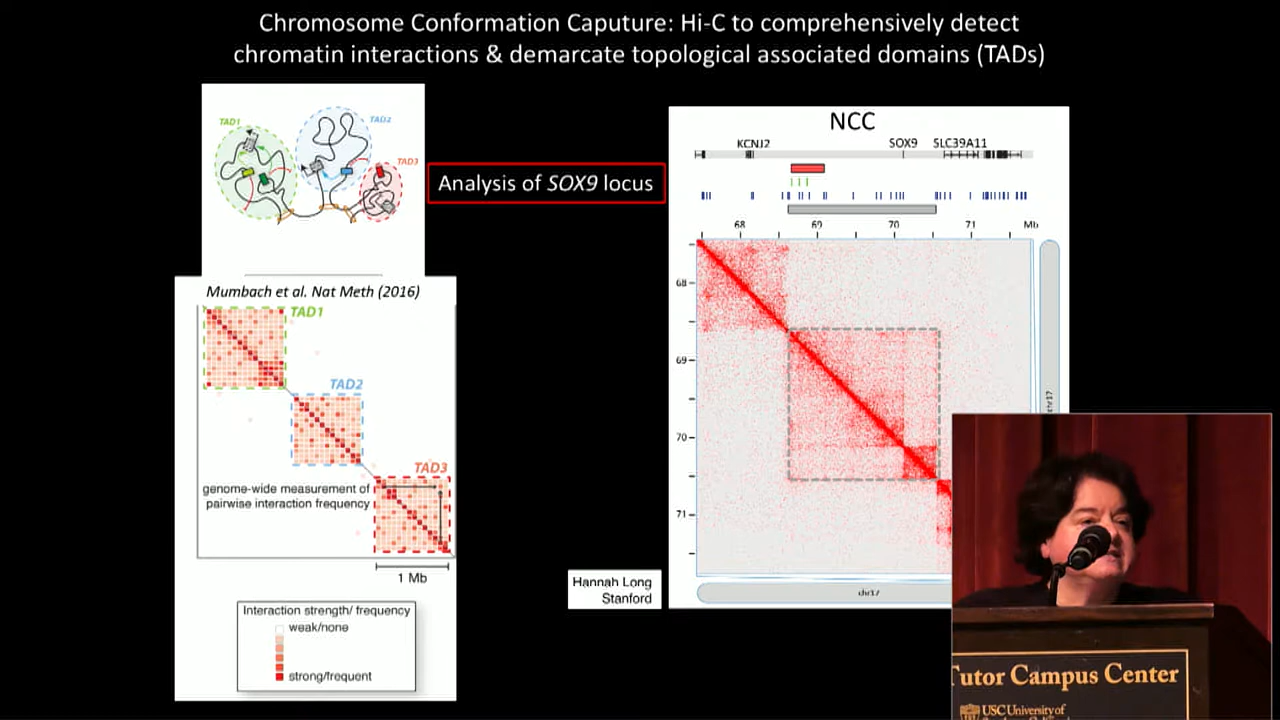 Chromosome Conformation Caputure: Hi-C to comprehensively detect
chromatin interactions & demarcate topological associated domains (TADs)
TAD1
TAD2
TAD3
Analysis of SOX9 locus
Mumbach et al. Nat Meth (2016)
TAD1
TAD2
TAD3
genome-wide measurement of
pairwise interaction frequency
1 Mb
Interaction strength/ frequency
weak/none
strong/frequent
NCC
KCNJ2
SOX9
SLC39A11
68
69
70
71
Mb
68
69
70
71
chr17
chr17
Hannah Long
Stanford
Tutor Campus Center
USC University of